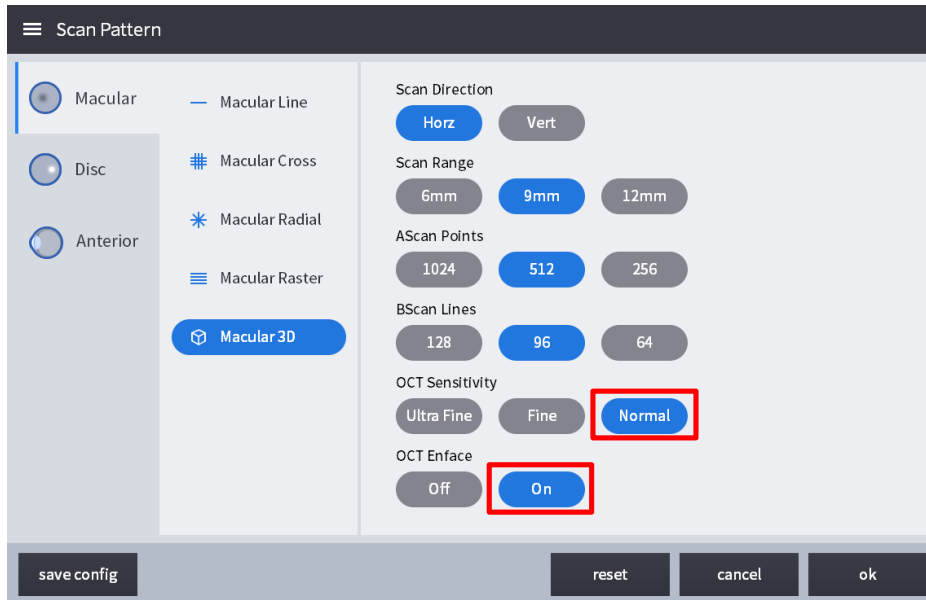 Scan Pattern
Macular
Disc
Anterior
Macular Line
Macular Cross
Macular Radial
Macular Raster
Macular 3D
Scan Direction
Horz Vert
Scan Range
6mm 9mm 12mm
AScan Points
1024 512 256
BScan Lines
128 96 64
OCT Sensitivity
Ultra Fine Fine Normal
OCT Enface
Off On
save config reset cancel ok